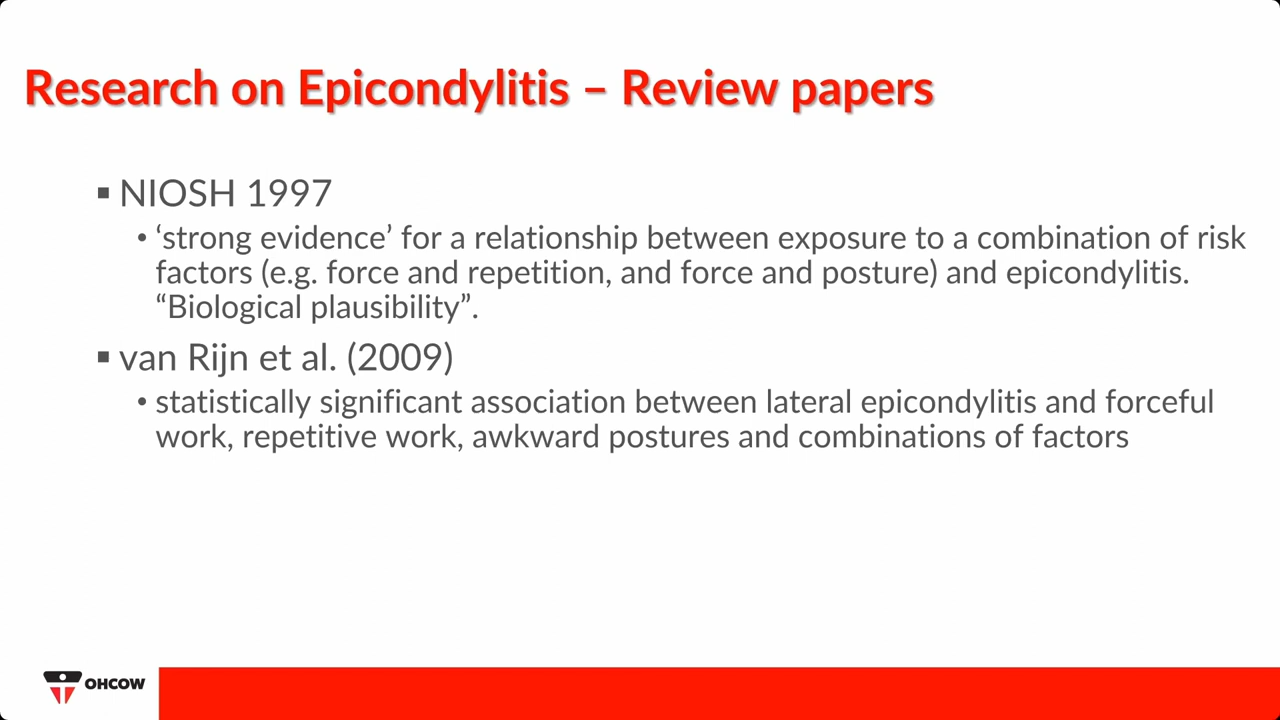 Research on Epicondylitis – Review papers
▪ NIOSH 1997
• ‘strong evidence’ for a relationship between exposure to a combination of risk
factors (e.g. force and repetition, and force and posture) and epicondylitis.
“Biological plausibility”.
▪ van Rijn et al. (2009)
• statistically significant association between lateral epicondylitis and forceful
work, repetitive work, awkward postures and combinations of factors
OHCOW